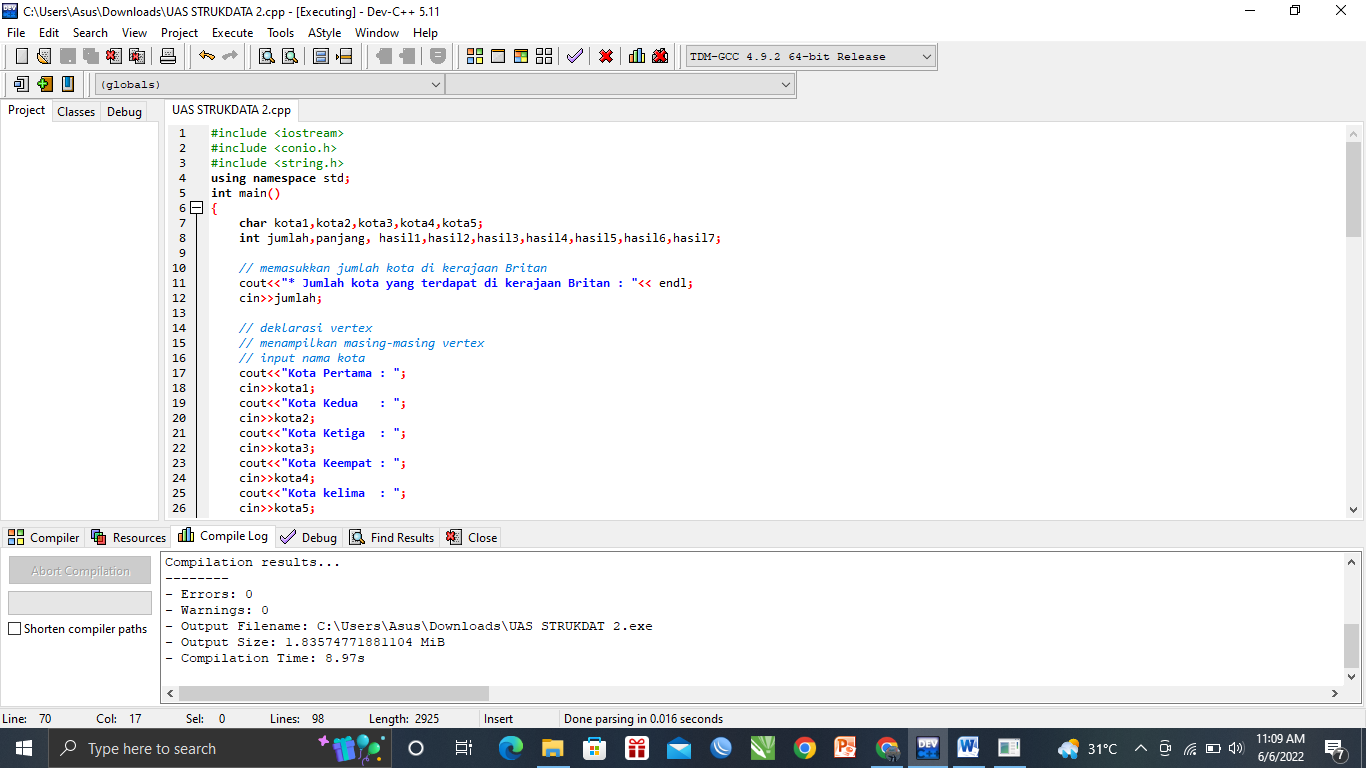 C:\Users\Asus\Downloads\UAS STRUKDATA 2.cpp - [Executing] - Dev-C++ 5.11
File Edit Search View Project Execute Tools AStyle Window Help
TDM-GCC 4.9.2 64-bit Release
(globals)
Project Classes Debug UAS STRUKDATA 2.cpp
1 #include <iostream>
2 #include <conio.h>
3 #include <string.h>
4 using namespace std;
5 int main()
6 {
7 char kota1,kota2,kota3,kota4,kota5;
8 int jumlah,panjang, hasil1,hasil2,hasil3,hasil4,hasil5,hasil6,hasil7;
9
10 // memasukkan jumlah kota di kerajaan Britan
11 cout<<"* Jumlah kota yang terdapat di kerajaan Britan : "<< endl;
12 cin>>jumlah;
13
14 // deklarasi vertex
15 // menampilkan masing-masing vertex
16 // input nama kota
17 cout<<"Kota Pertama : ";
18 cin>>kota1;
19 cout<<"Kota Kedua   : ";
20 cin>>kota2;
21 cout<<"Kota Ketiga  : ";
22 cin>>kota3;
23 cout<<"Kota Keempat : ";
24 cin>>kota4;
25 cout<<"Kota kelima  : ";
26 cin>>kota5;
Compiler Resources Compile Log Debug Find Results Close
Abort Compilation
Shorten compiler paths
Compilation results...
--------
- Errors: 0
- Warnings: 0
- Output Filename: C:\Users\Asus\Downloads\UAS STRUKDAT 2.exe
- Output Size: 1.83574771881104 MiB
- Compilation Time: 8.97s
Line: 70 Col: 17 Sel: 0 Lines: 98 Length: 2925 Insert Done parsing in 0.016 seconds
Type here to search
31°C
11:09 AM
6/6/2022
7